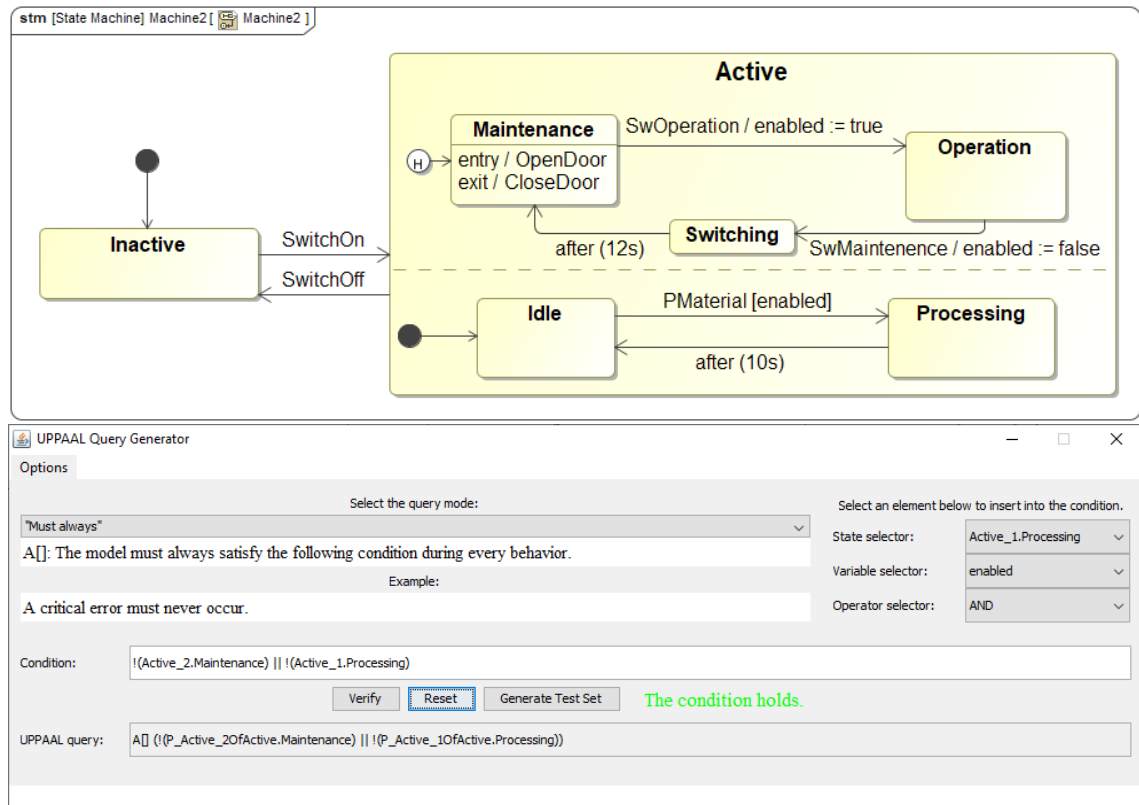 stm [State Machine] Machine2 [ Machine2 ]
Active
Maintenance
entry / OpenDoor
exit / CloseDoor
H
SwOperation / enabled := true
Operation
Inactive
SwitchOn
SwitchOff
Switching
after (12s)
SwMaintenence / enabled := false
Idle
PMaterial [enabled]
Processing
after (10s)
UPPAAL Query Generator
Options
Select the query mode:
"Must always"
A[]: The model must always satisfy the following condition during every behavior.
Example:
A critical error must never occur.
Select an element below to insert into the condition.
State selector: Active_1.Processing
Variable selector: enabled
Operator selector: AND
Condition: !(Active_2.Maintenance) || !(Active_1.Processing)
Verify Reset Generate Test Set The condition holds.
UPPAAL query: A[] (!(P_Active_2OfActive.Maintenance) || !(P_Active_1OfActive.Processing))